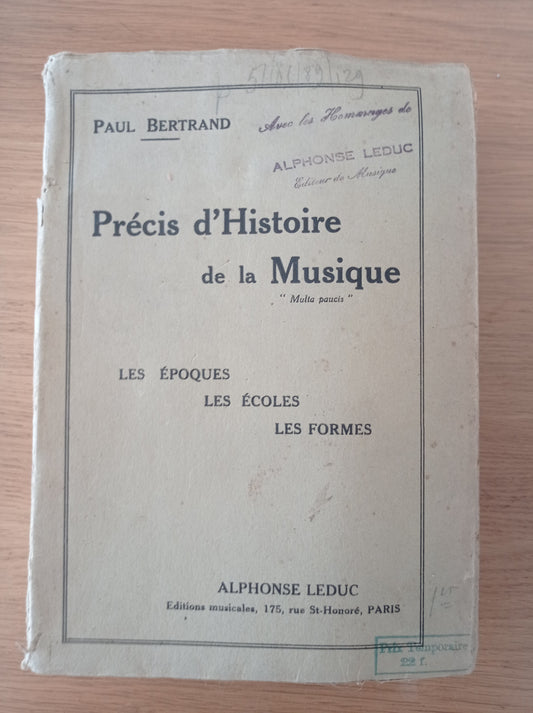 PAUL BERTRAND
Avec les Hommages de
ALPHONSE LEDUC
Editeur de Musique
Précis d'Histoire
de la Musique
" Multa paucis "
LES ÉPOQUES
LES ÉCOLES
LES FORMES
ALPHONSE LEDUC
Editions musicales, 175, rue St-Honoré, PARIS
Prix Temporaire
22 f.